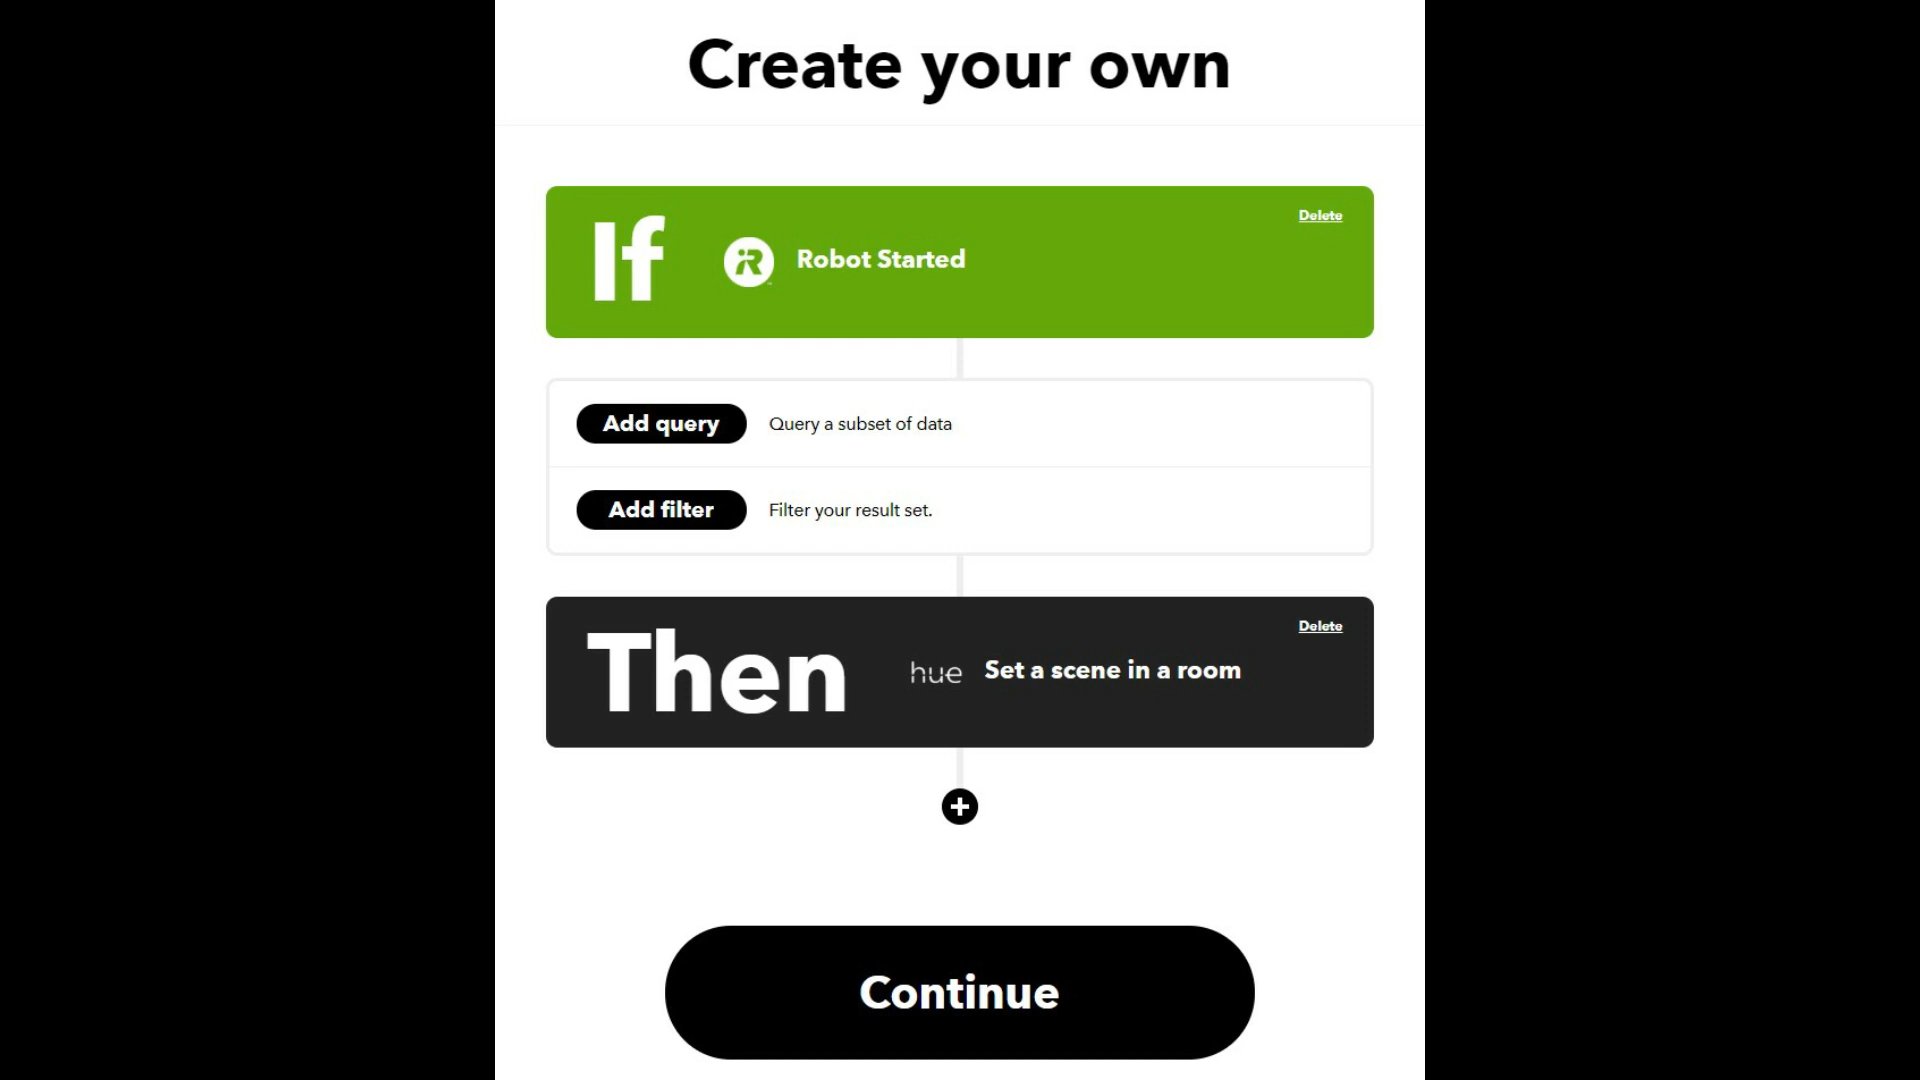 Create your own
If
Robot Started
Delete
Add query
Query a subset of data
Add filter
Filter your result set.
Then
hue
Set a scene in a room
Delete
Continue